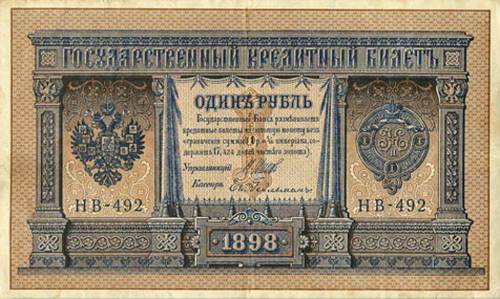 ГОСУДАРСТВЕННЫЙ КРЕДИТНЫЙ БИЛЕТЪ
ОДИНЪ РУБЛЬ
Государственный Банкъ размѣниваетъ
кредитные билеты на золотую монету безъ
ограниченія суммы (1 р. = 1/15 имперіала, со-
держитъ 17,424 долей чистаго золота).
Управляющій
Кассиръ
НВ-492
НВ-492
1898